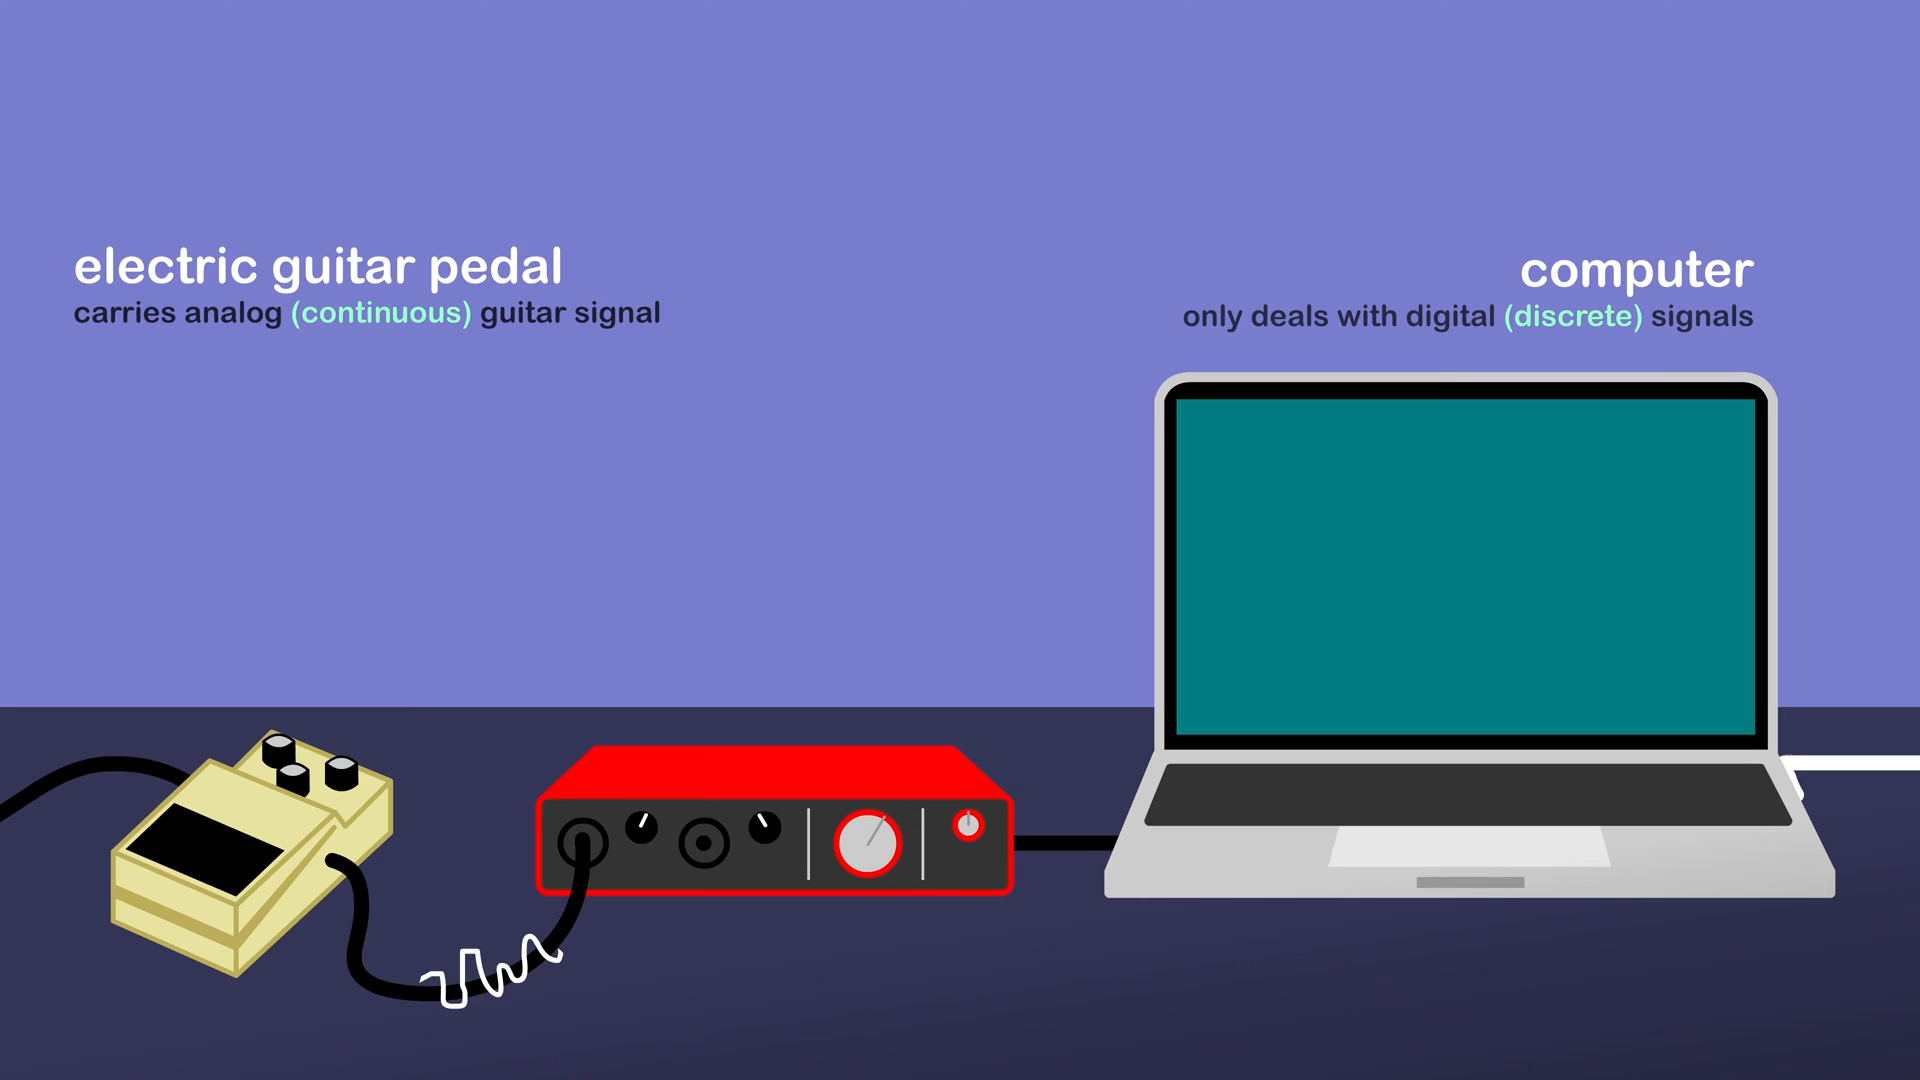 electric guitar pedal
carries analog (continuous) guitar signal
computer
only deals with digital (discrete) signals